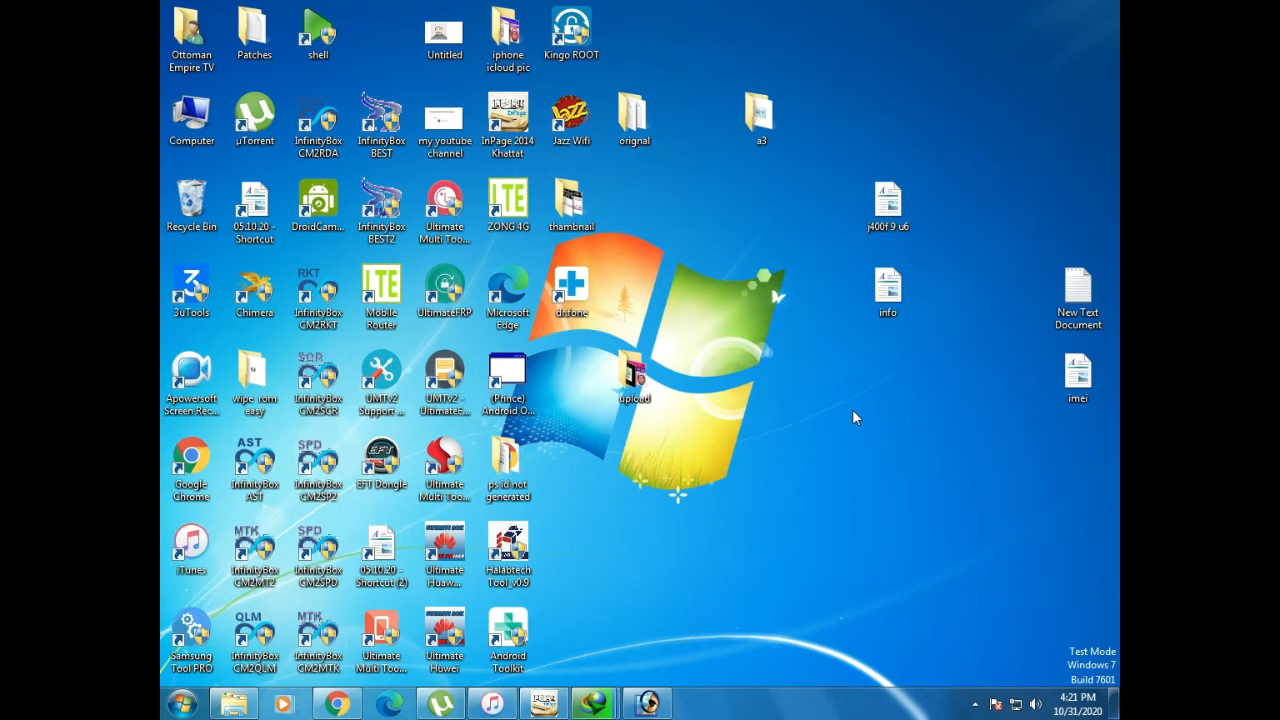 Ottoman
Empire TV
Patches
shell
Untitled
iphone
icloud pic
Kingo ROOT
Computer
µTorrent
InfinityBox
CM2RDA
InfinityBox
BEST
my youtube
channel
InPage 2014
Khattat
Jazz Wifi
orignal
a3
Recycle Bin
05.10.20 -
Shortcut
DroidCam...
InfinityBox
BEST2
Ultimate
Multi Too...
LTE
ZONG 4G
thumbnail
j400f 9 u6
3uTools
Chimera
RKT
InfinityBox
CM2RKT
LTE
Mobile
Router
UltimateFRP
Microsoft
Edge
dr.fone
info
New Text
Document
Apowersoft
Screen Rec...
wipe rom
easy
SCR
InfinityBox
CM2SCR
UMTv2
Support ...
UMTv2 -
UltimateE...
(Prince)
Android O...
upload
imei
Google
Chrome
AST
InfinityBox
AST
SPD
InfinityBox
CM2SP2
EFT
EFT Dongle
Ultimate
Multi Too...
ps id not
generated
iTunes
MTK
InfinityBox
CM2MT2
SPD
InfinityBox
CM2SPD
05.10.20 -
Shortcut (2)
Ultimate
Huaw...
Halabtech
Tool_v0.9
Samsung
Tool PRO
QLM
InfinityBox
CM2QLM
MTK
InfinityBox
CM2MTK
Ultimate
Multi Too...
Ultimate
Huwei
Android
Toolkit
Test Mode
Windows 7
Build 7601
4:21 PM
10/31/2020